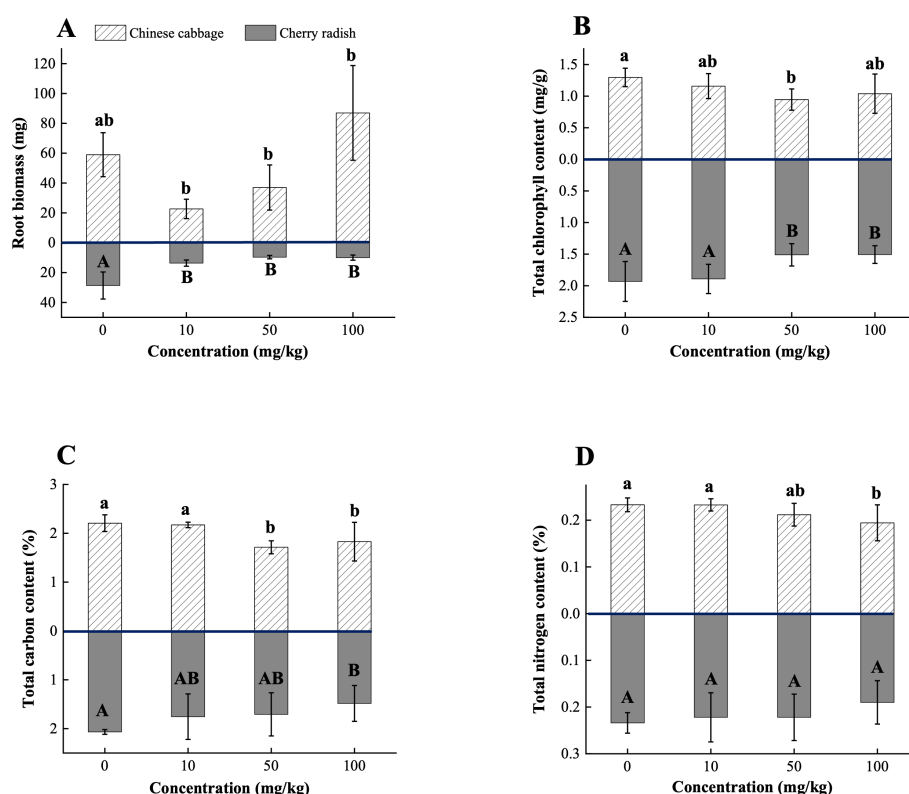 A
Chinese cabbage
Cherry radish
Root biomass (mg)
120
100
80
60
40
20
0
20
40
ab
b
b
b
A
B
B
B
0 10 50 100
Concentration (mg/kg)
B
Total chlorophyll content (mg/g)
1.5
1.0
0.5
0.0
0.5
1.0
1.5
2.0
2.5
a
ab
b
ab
A
A
B
B
0 10 50 100
Concentration (mg/kg)
C
Total carbon content (%)
3
2
1
0
1
2
a
a
b
b
A
AB
AB
B
0 10 50 100
Concentration (mg/kg)
D
Total nitrogen content (%)
0.2
0.0
0.1
0.2
0.3
a
a
ab
b
A
A
A
A
0 10 50 100
Concentration (mg/kg)